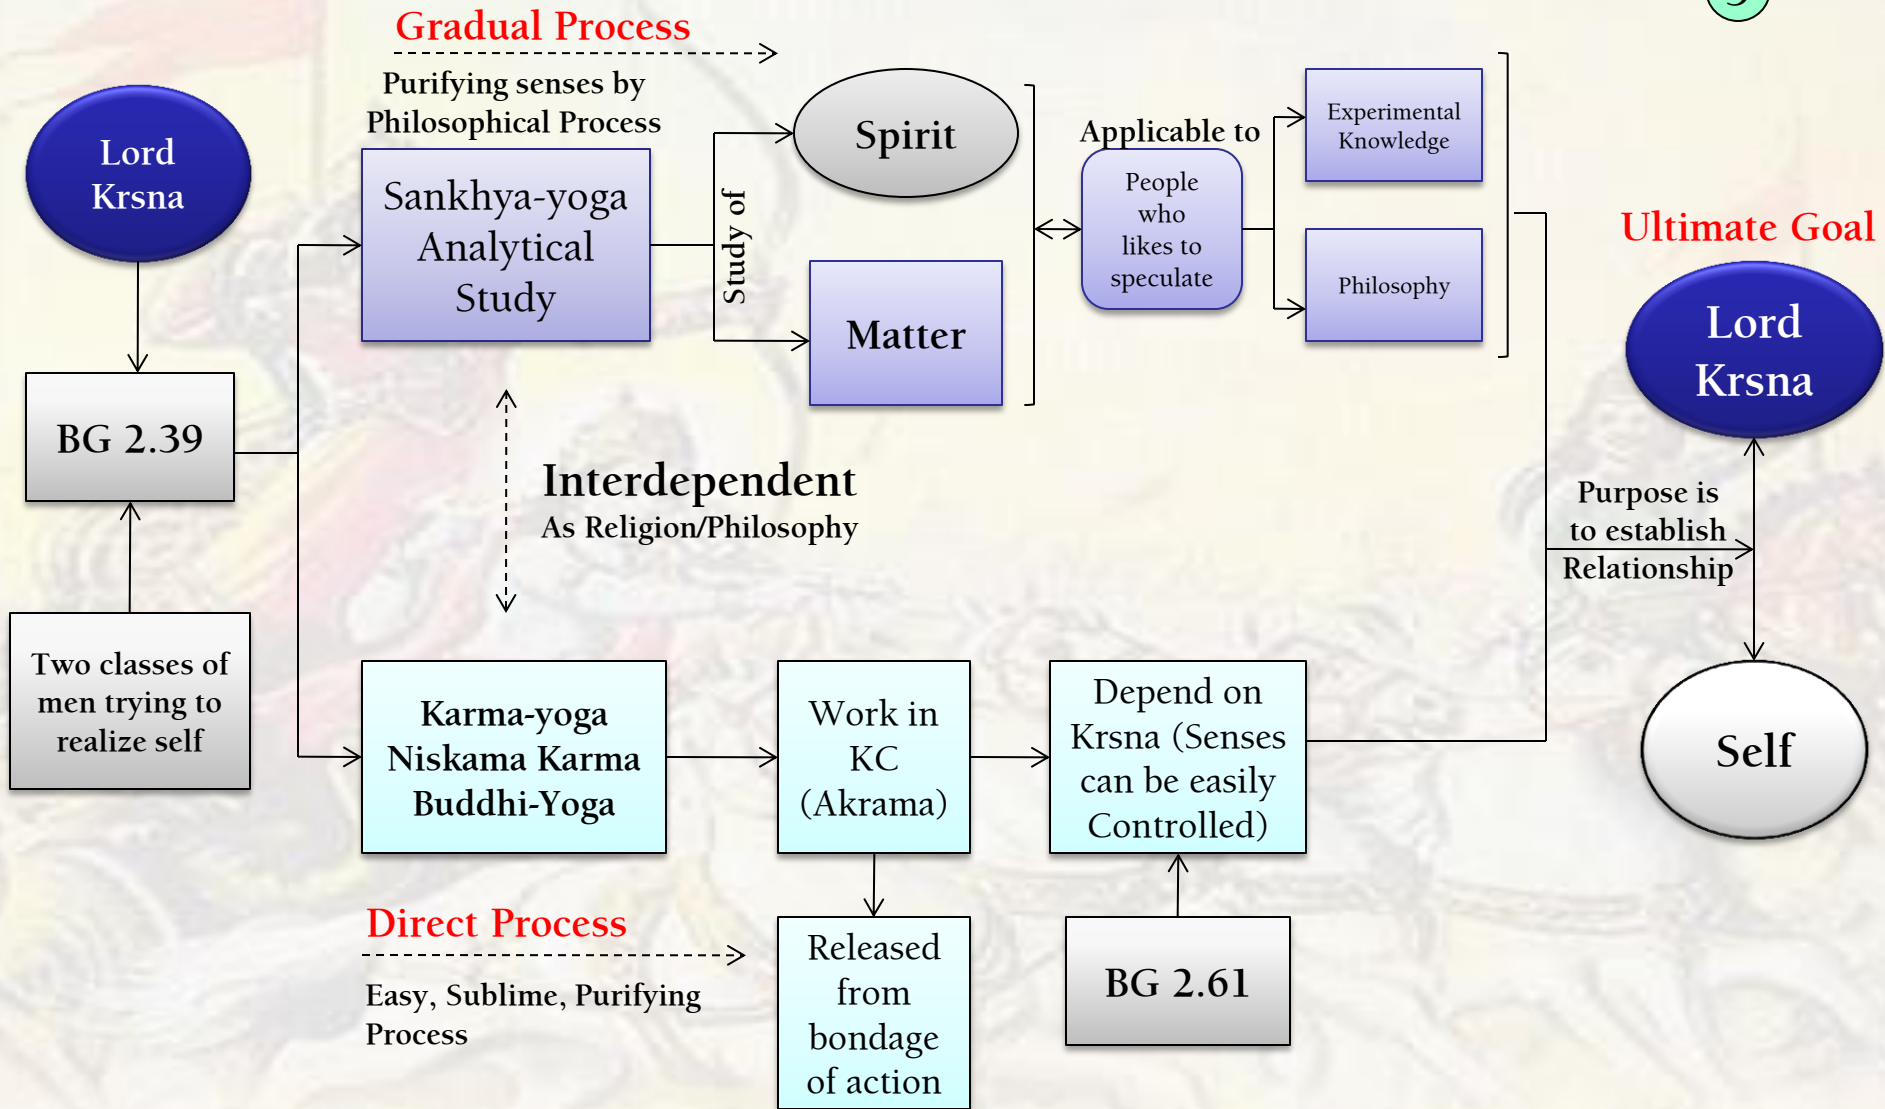 Gradual Process
Purifying senses by
Philosophical Process
Lord
Krsna
Sankhya-yoga
Analytical
Study
Study of
Spirit
Matter
Applicable to
People
who
likes to
speculate
Experimental
Knowledge
Philosophy
Ultimate Goal
Lord
Krsna
BG 2.39
Interdependent
As Religion/Philosophy
Purpose is
to establish
Relationship
Two classes of
men trying to
realize self
Karma-yoga
Niskama Karma
Buddhi-Yoga
Work in
KC
(Akrama)
Depend on
Krsna (Senses
can be easily
Controlled)
Self
Direct Process
Easy, Sublime, Purifying
Process
Released
from
bondage
of action
BG 2.61